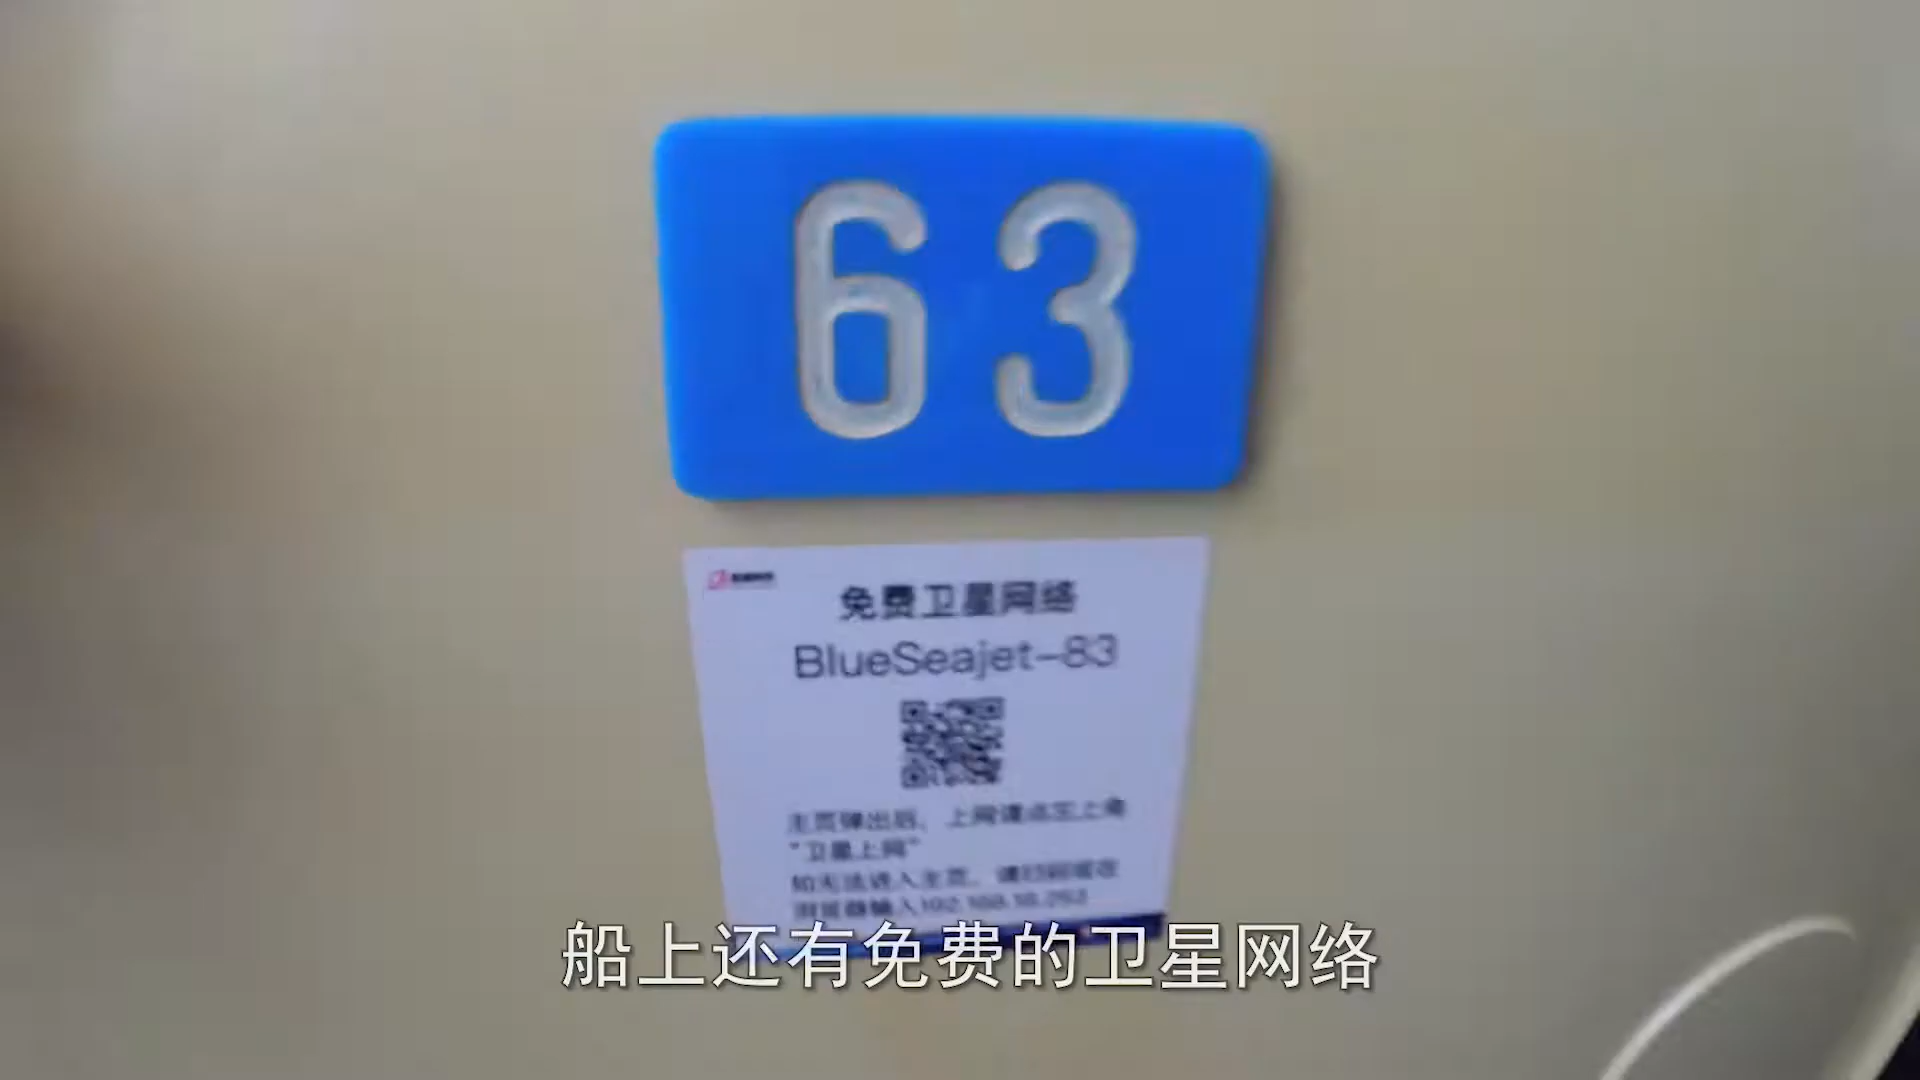 63
免费卫星网络
BlueSeajet-83
主页弹出后，上网请点左上角
“卫星上网”
如无法进入主页，请扫码或在
浏览器输入192.168.18.252
船上还有免费的卫星网络